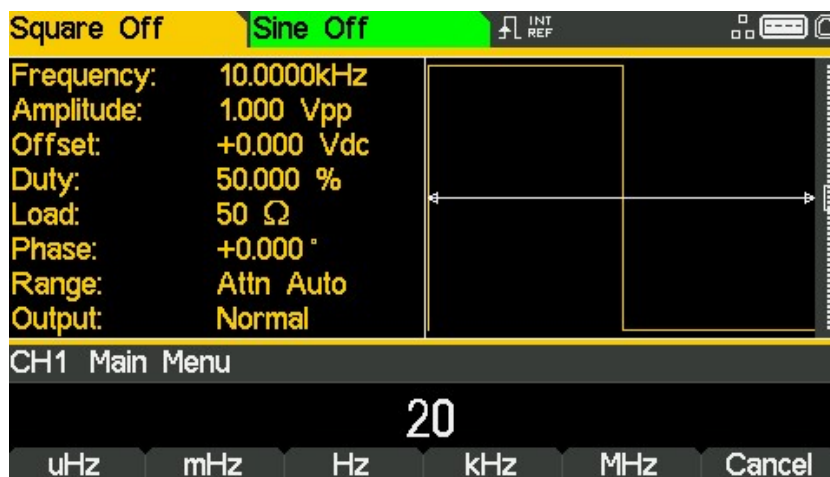 Square Off Sine Off INT REF
Frequency: 10.0000kHz
Amplitude: 1.000 Vpp
Offset: +0.000 Vdc
Duty: 50.000 %
Load: 50 Ω
Phase: +0.000°
Range: Attn Auto
Output: Normal
CH1 Main Menu
20
uHz mHz Hz kHz MHz Cancel